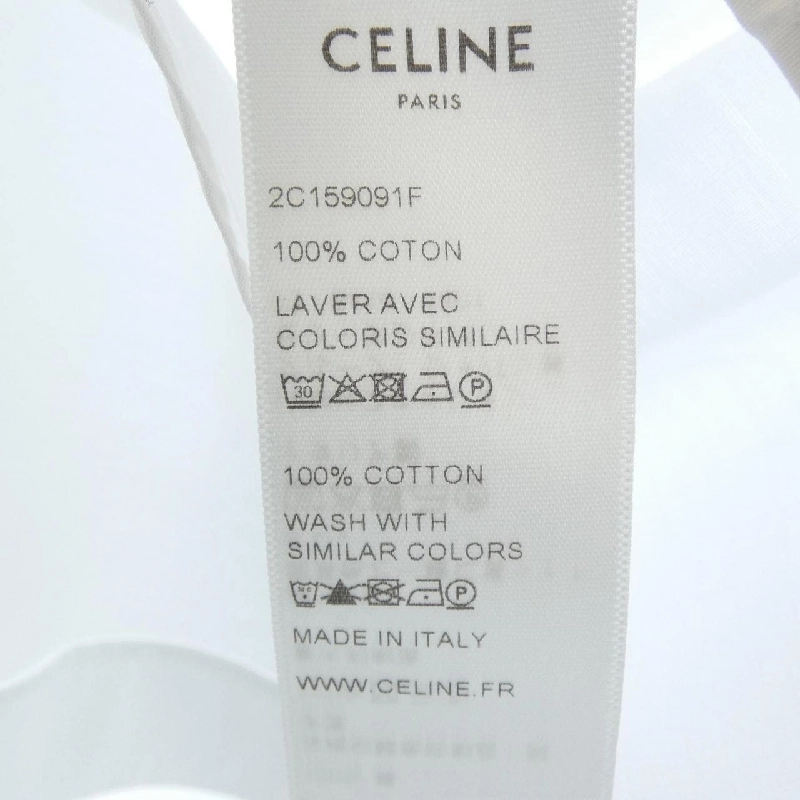 CELINE
PARIS
2C159091F
100% COTON
LAVER AVEC
COLORIS SIMILAIRE
30 P
100% COTTON
WASH WITH
SIMILAR COLORS
P
MADE IN ITALY
WWW.CELINE.FR